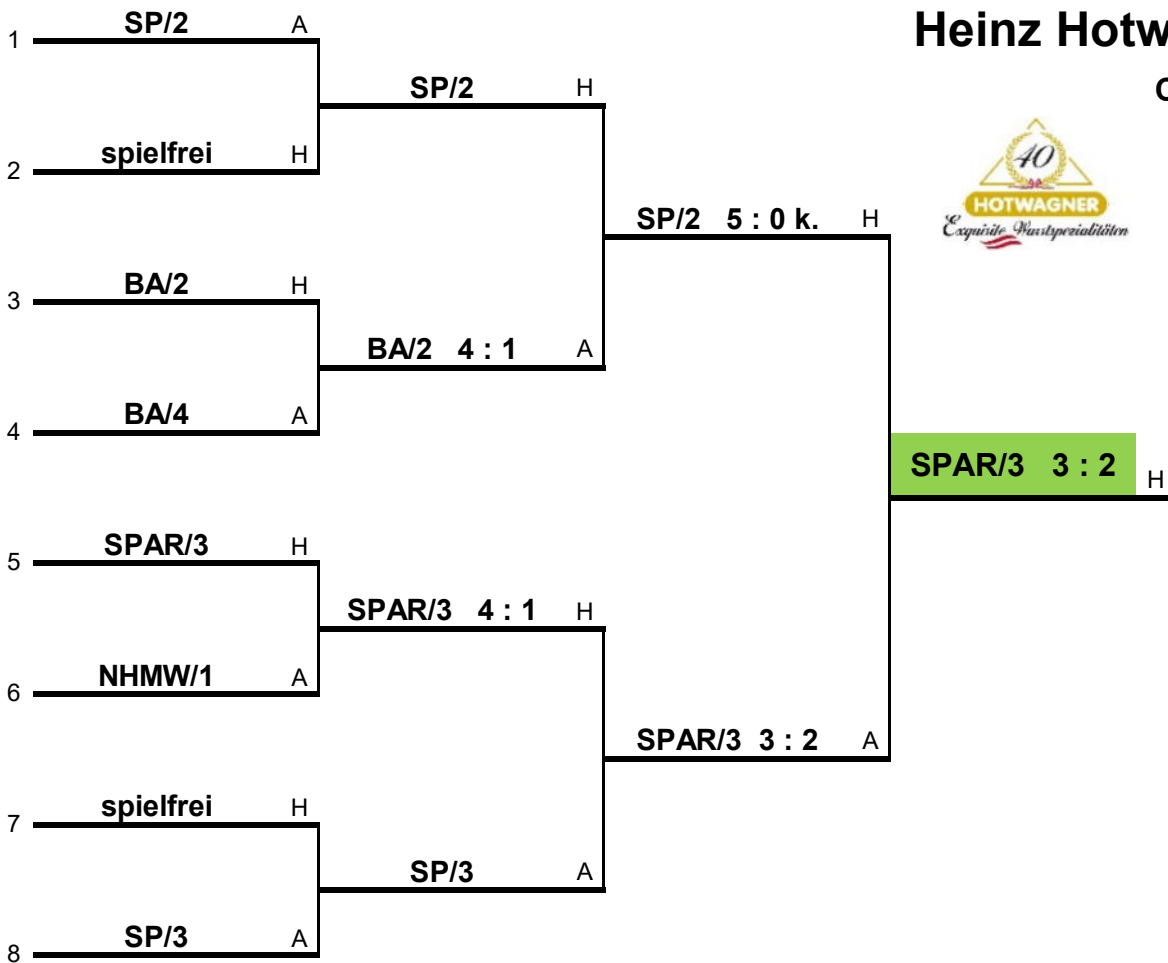 Heinz Hotw
1 SP/2 A
SP/2 H
2 spielfrei H
40
HOTWAGNER
Exquisite Wurstspezialitäten
SP/2 5 : 0 k. H
3 BA/2 H
BA/2 4 : 1 A
4 BA/4 A
SPAR/3 3 : 2 H
5 SPAR/3 H
SPAR/3 4 : 1 H
6 NHMW/1 A
SPAR/3 3 : 2 A
7 spielfrei H
SP/3 A
8 SP/3 A